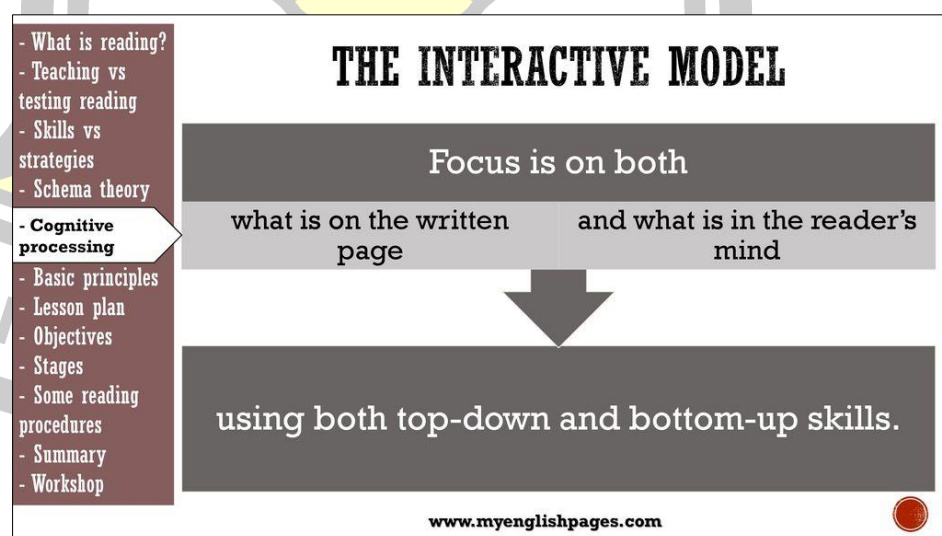 - What is reading?
- Teaching vs
testing reading
- Skills vs
strategies
- Schema theory
- Cognitive
processing
- Basic principles
- Lesson plan
- Objectives
- Stages
- Some reading
procedures
- Summary
- Workshop
THE INTERACTIVE MODEL
Focus is on both
what is on the written
page
and what is in the reader's
mind
using both top-down and bottom-up skills.
www.myenglishpages.com